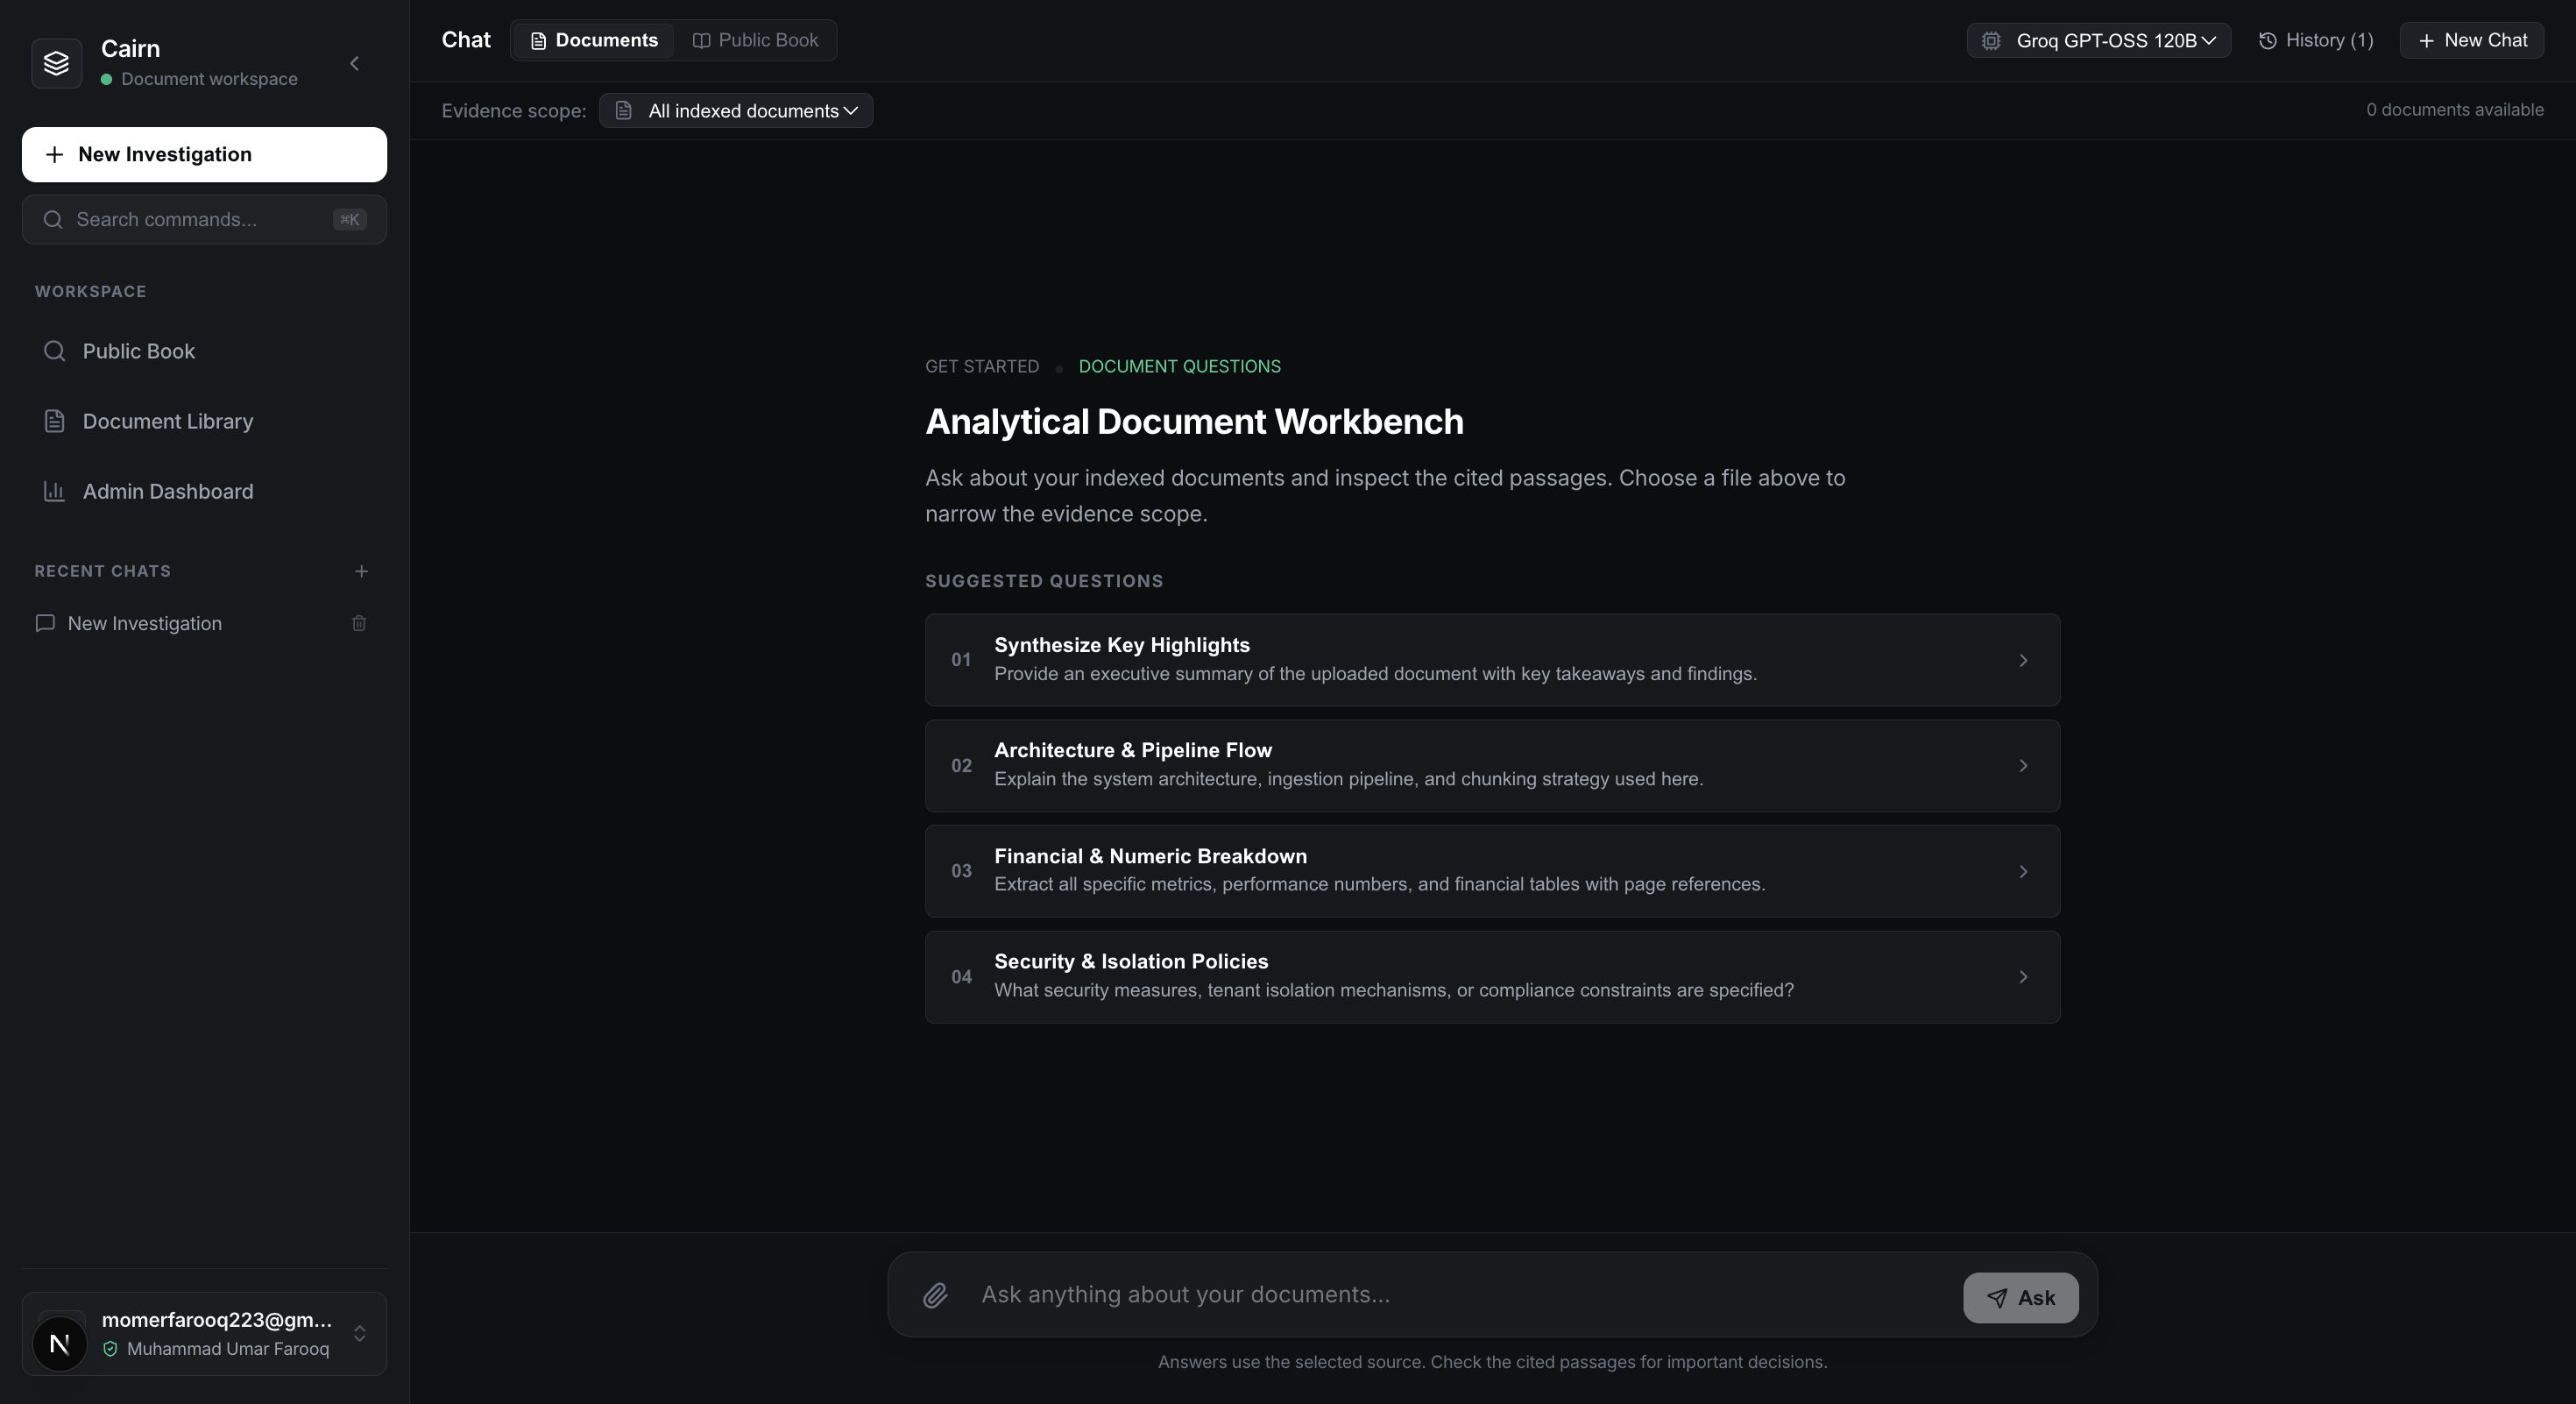 Cairn
Document workspace
New Investigation
Search commands...
⌘K
WORKSPACE
Public Book
Document Library
Admin Dashboard
RECENT CHATS
New Investigation
momerfarooq223@gm...
Muhammad Umar Farooq
N
Chat
Documents
Public Book
Groq GPT-OSS 120B
History (1)
New Chat
Evidence scope:
All indexed documents
0 documents available
GET STARTED
DOCUMENT QUESTIONS
Analytical Document Workbench
Ask about your indexed documents and inspect the cited passages. Choose a file above to
narrow the evidence scope.
SUGGESTED QUESTIONS
01
Synthesize Key Highlights
Provide an executive summary of the uploaded document with key takeaways and findings.
02
Architecture & Pipeline Flow
Explain the system architecture, ingestion pipeline, and chunking strategy used here.
03
Financial & Numeric Breakdown
Extract all specific metrics, performance numbers, and financial tables with page references.
04
Security & Isolation Policies
What security measures, tenant isolation mechanisms, or compliance constraints are specified?
Ask anything about your documents...
Ask
Answers use the selected source. Check the cited passages for important decisions.